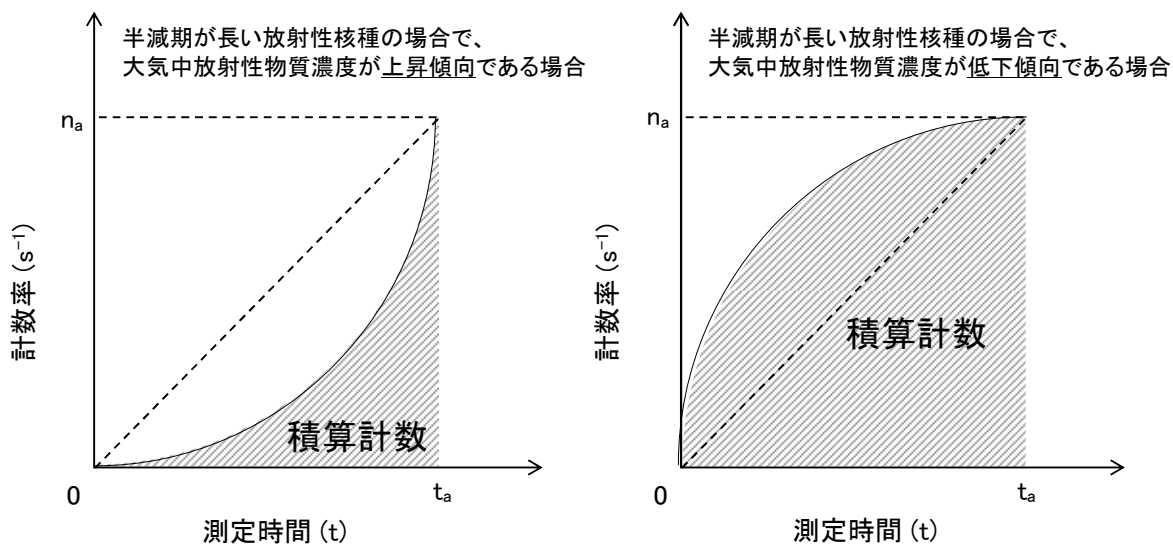 半減期が長い放射性核種の場合で、
大気中放射性物質濃度が上昇傾向である場合
nₐ
計数率 (s⁻¹)
積算計数
0
tₐ
測定時間 (t)
半減期が長い放射性核種の場合で、
大気中放射性物質濃度が低下傾向である場合
nₐ
計数率 (s⁻¹)
積算計数
0
tₐ
測定時間 (t)